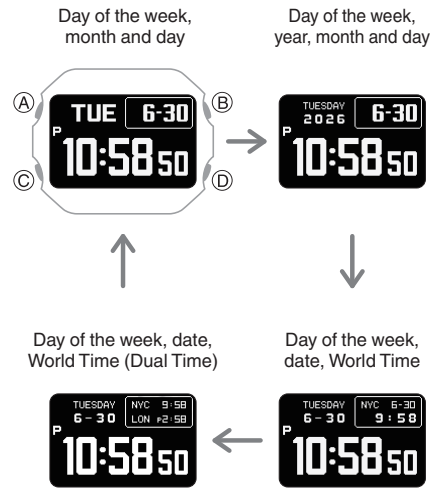 Day of the week,
month and day
Day of the week,
year, month and day
A
B
C
D
TUE 6-30
P
10:58 50
TUESDAY
2026
6-30
P
10:58 50
Day of the week, date,
World Time (Dual Time)
Day of the week,
date, World Time
TUESDAY NYC 9:58
6-30 LON P2:58
P
10:58 50
TUESDAY NYC 6-30
6-30 9:58
P
10:58 50